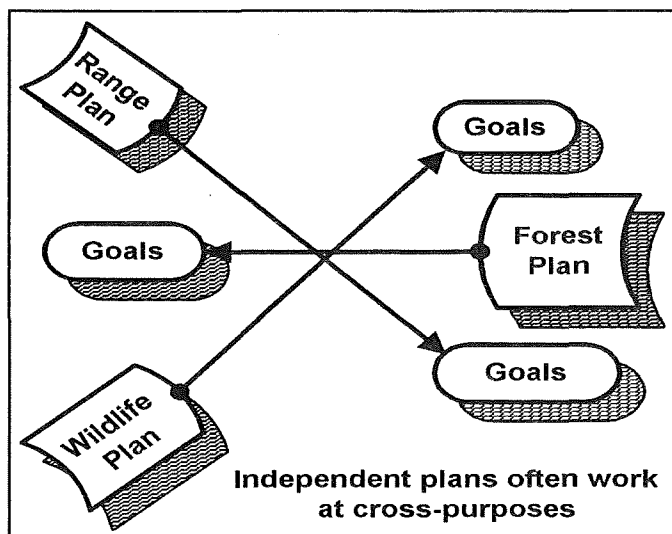 Range
Plan
Goals
Goals
Forest
Plan
Goals
Wildlife
Plan
Independent plans often work
at cross-purposes